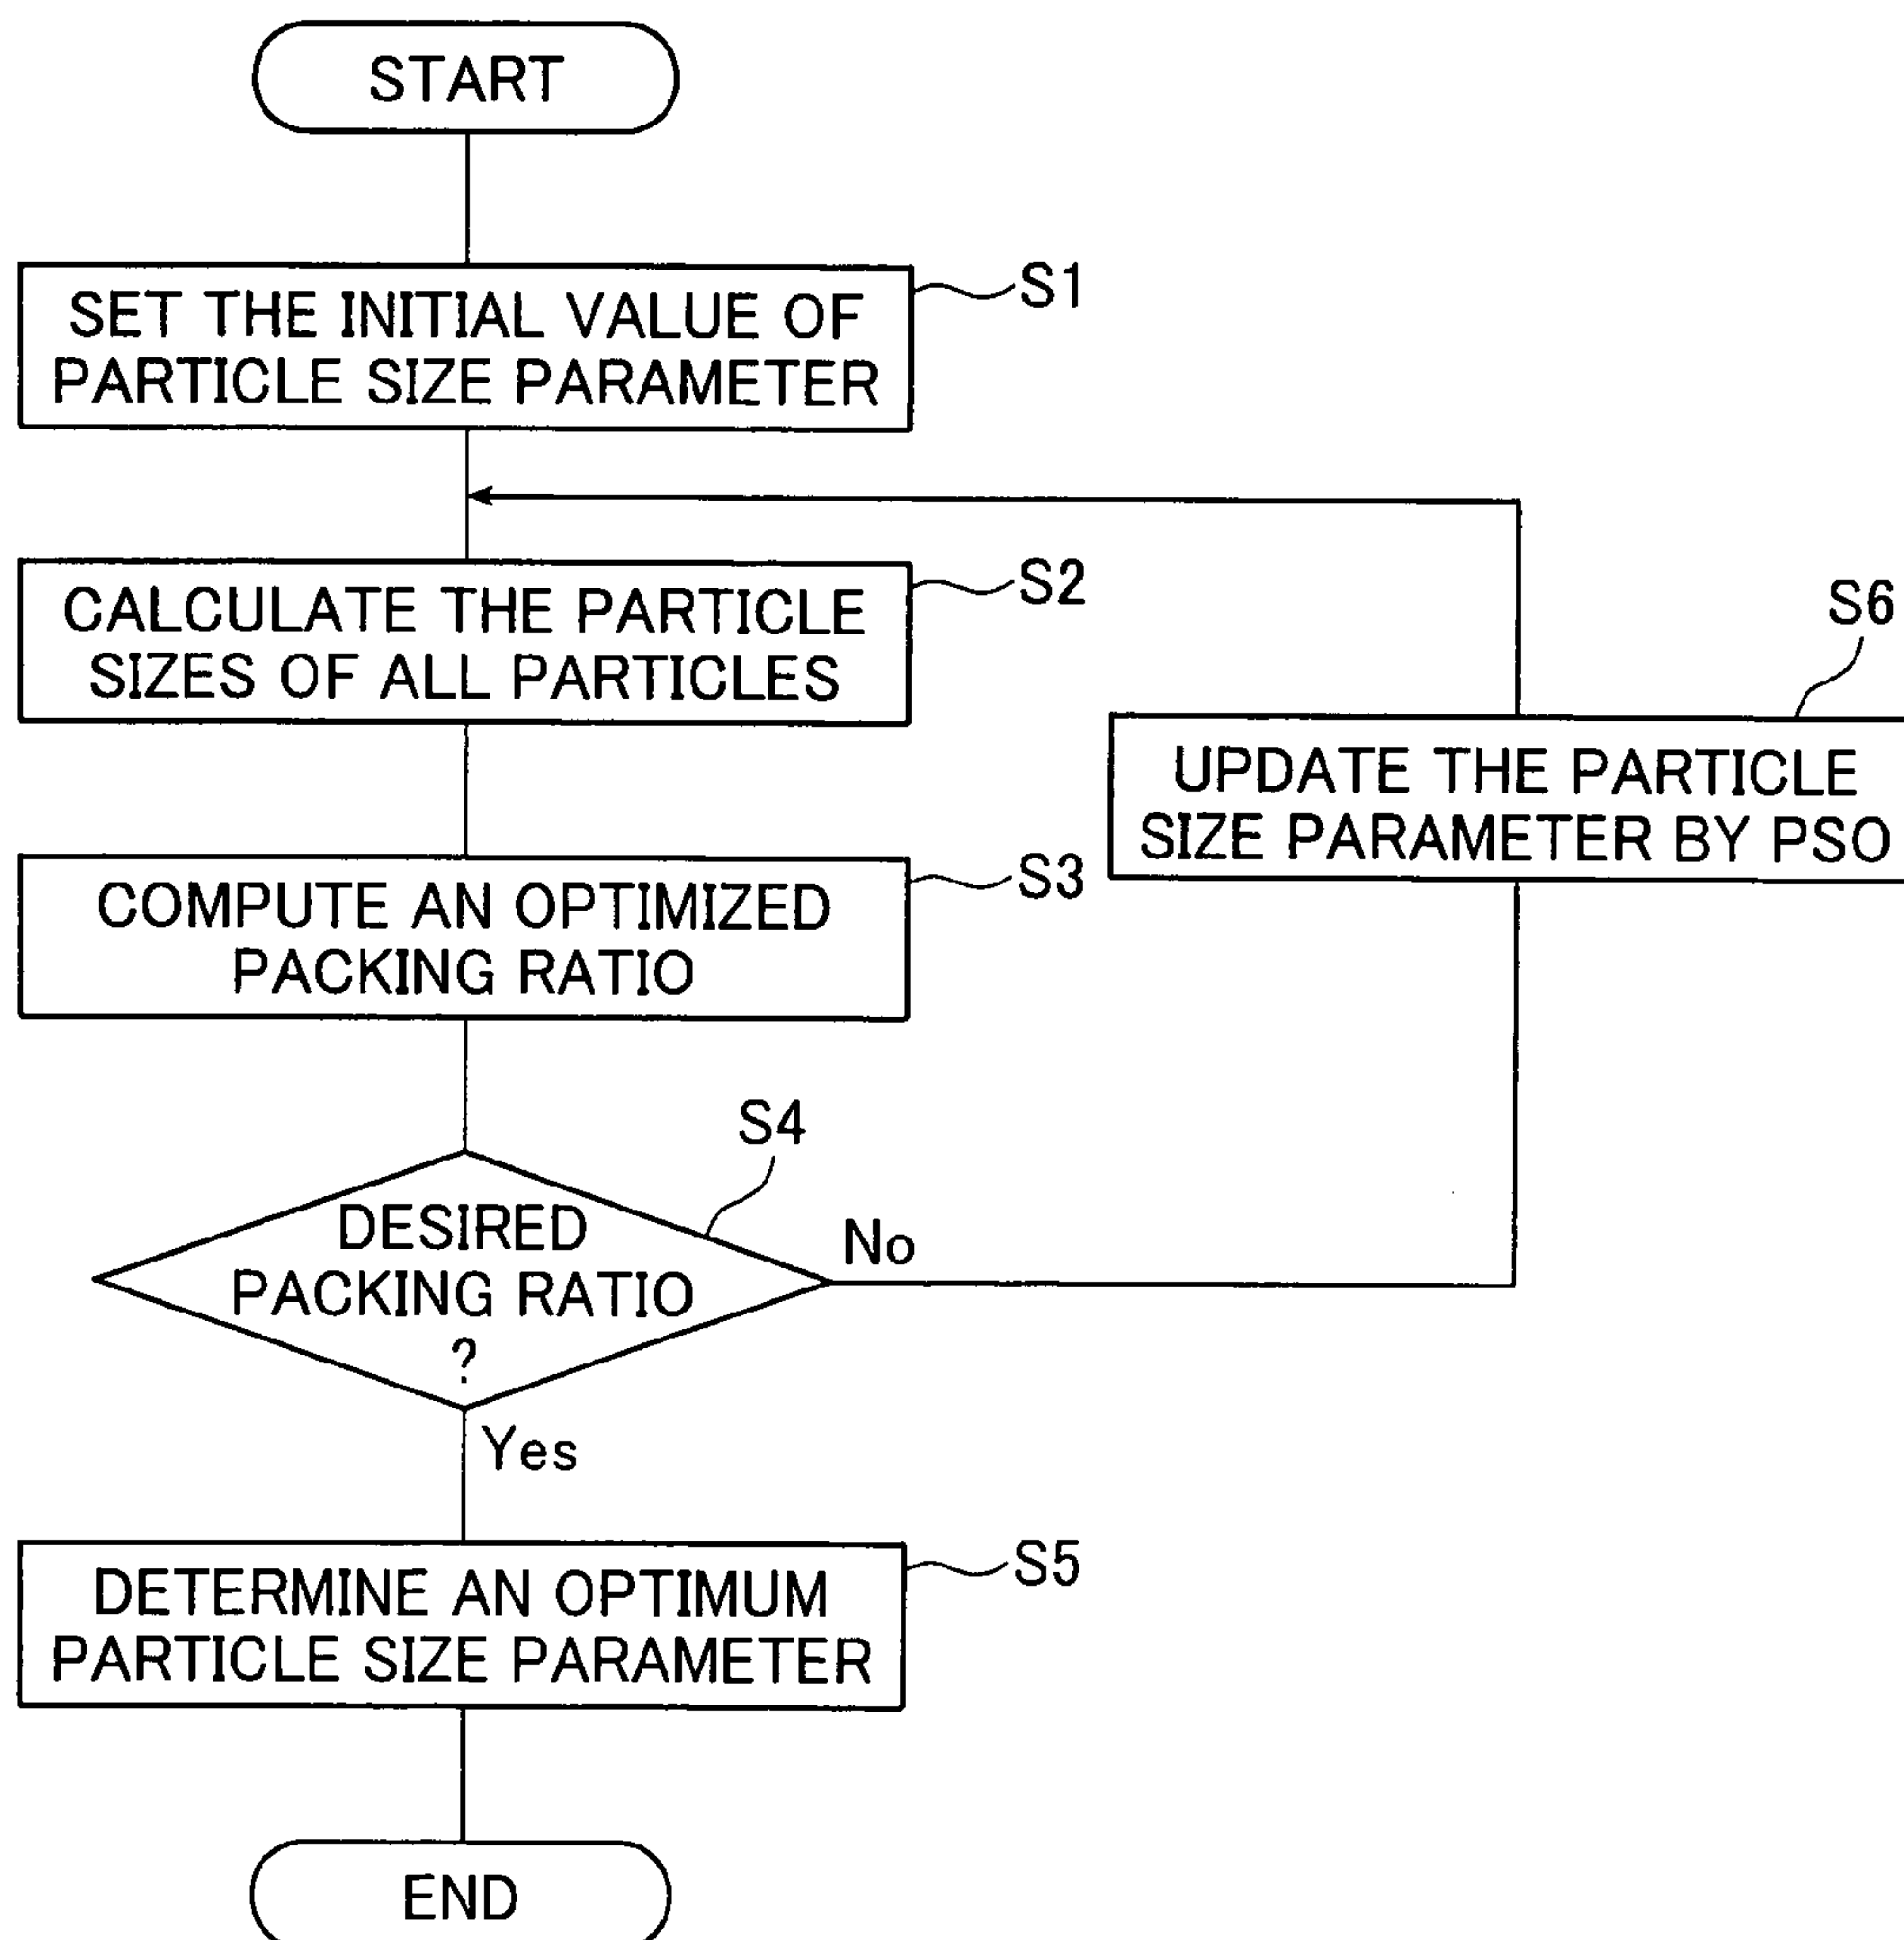 START
S1
SET THE INITIAL VALUE OF
PARTICLE SIZE PARAMETER
S2
CALCULATE THE PARTICLE
SIZES OF ALL PARTICLES
S6
UPDATE THE PARTICLE
SIZE PARAMETER BY PSO
S3
COMPUTE AN OPTIMIZED
PACKING RATIO
S4
DESIRED
PACKING RATIO
?
No
Yes
S5
DETERMINE AN OPTIMUM
PARTICLE SIZE PARAMETER
END